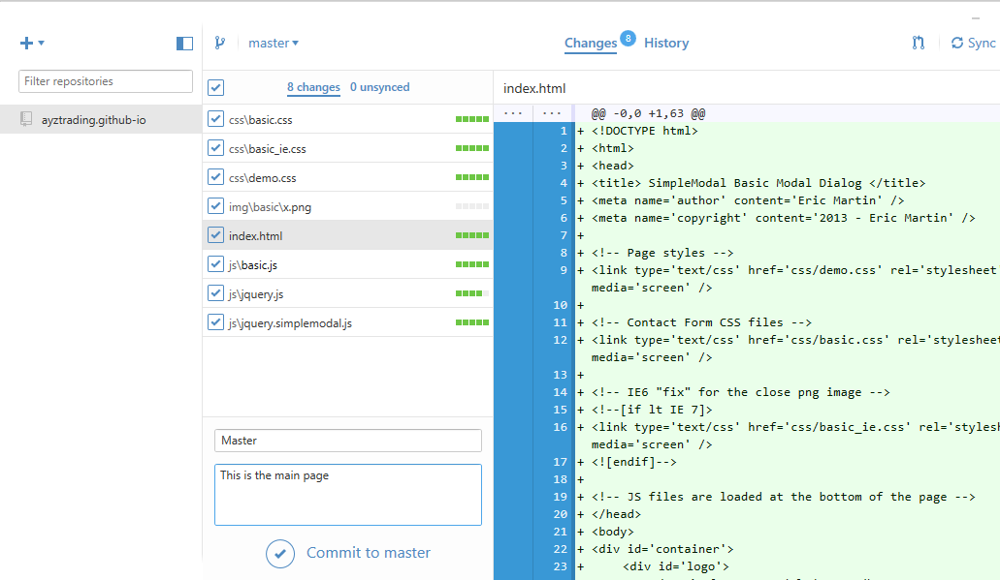 master
Changes 8 History
Sync
Filter repositories
ayztrading.github-io
8 changes 0 unsynced
css\basic.css
css\basic_ie.css
css\demo.css
img\basic\x.png
index.html
js\basic.js
js\jquery.js
js\jquery.simplemodal.js
Master
This is the main page
Commit to master
index.html
... ... @@ -0,0 +1,63 @@
1 + <!DOCTYPE html>
2 + <html>
3 + <head>
4 + <title> SimpleModal Basic Modal Dialog </title>
5 + <meta name='author' content='Eric Martin' />
6 + <meta name='copyright' content='2013 - Eric Martin' />
7 +
8 + <!-- Page styles -->
9 + <link type='text/css' href='css/demo.css' rel='stylesheet'
media='screen' />
10 +
11 + <!-- Contact Form CSS files -->
12 + <link type='text/css' href='css/basic.css' rel='stylesheet
media='screen' />
13 +
14 + <!-- IE6 "fix" for the close png image -->
15 + <!--[if lt IE 7]>
16 + <link type='text/css' href='css/basic_ie.css' rel='stylesh
media='screen' />
17 + <![endif]-->
18 +
19 + <!-- JS files are loaded at the bottom of the page -->
20 + </head>
21 + <body>
22 + <div id='container'>
23 + <div id='logo'>